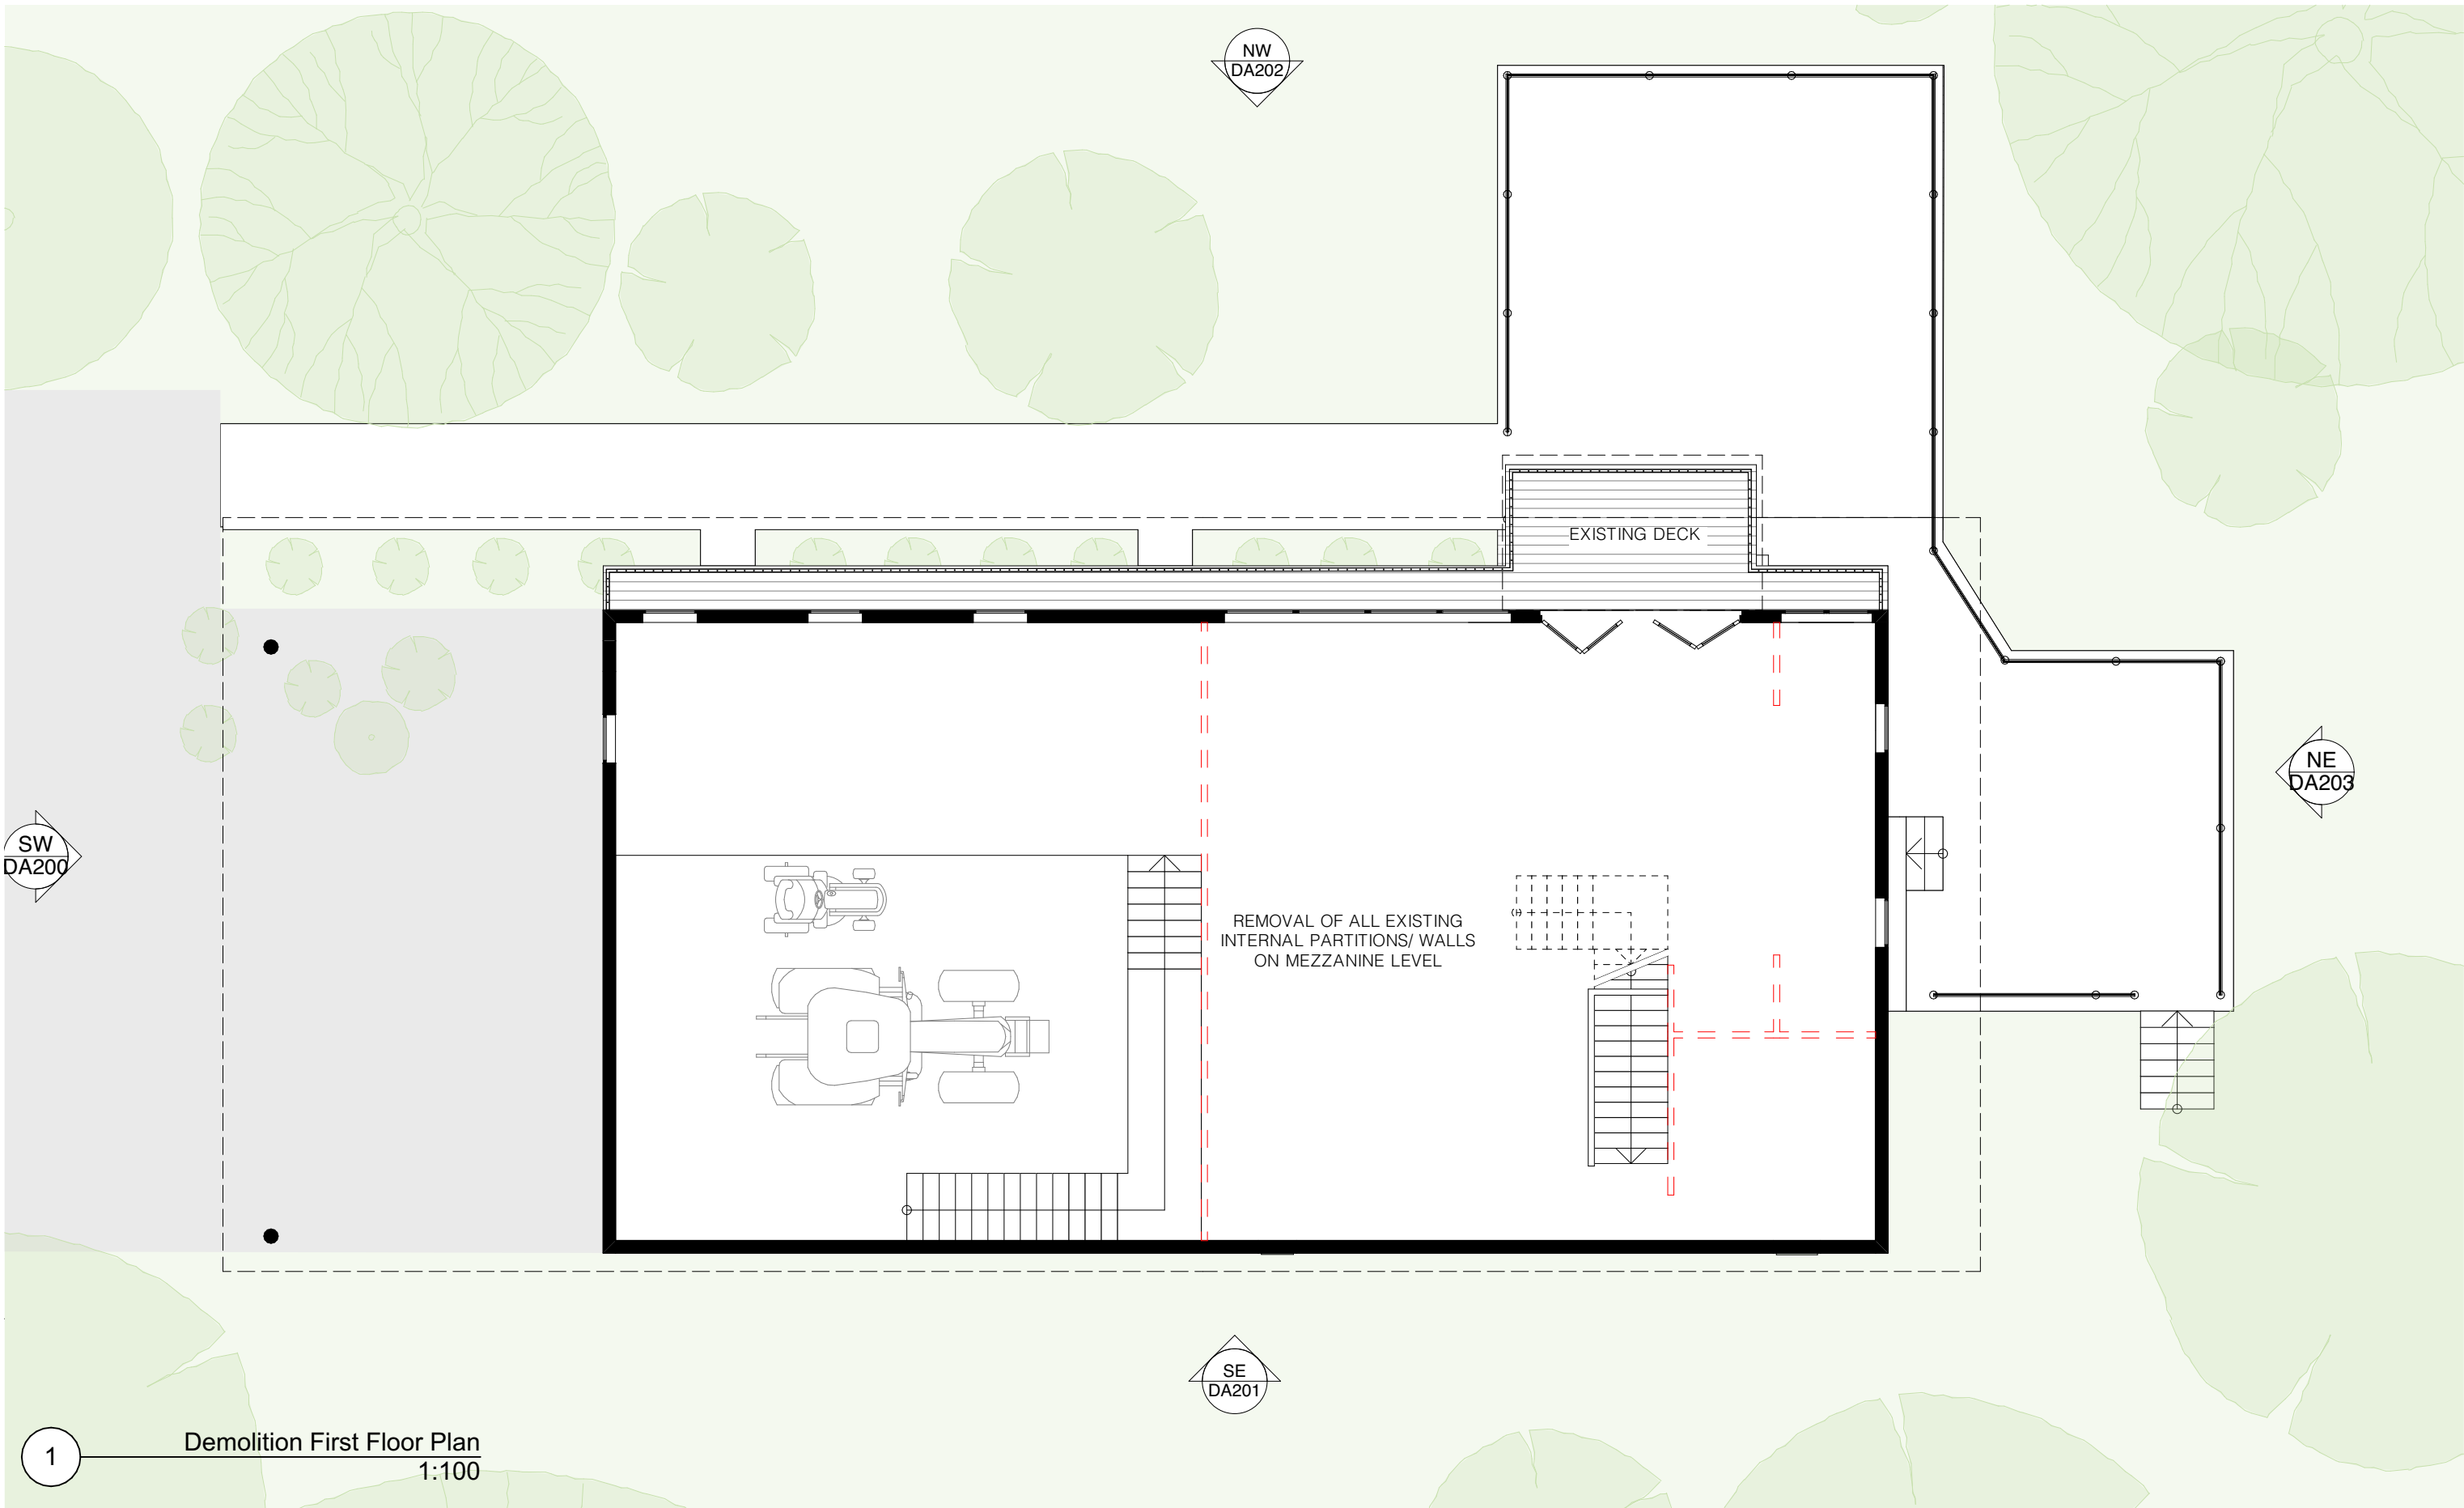 NW
DA202
EXISTING DECK
NE
DA203
SW
DA200
REMOVAL OF ALL EXISTING
INTERNAL PARTITIONS/ WALLS
ON MEZZANINE LEVEL
SE
DA201
1
Demolition First Floor Plan
1:100